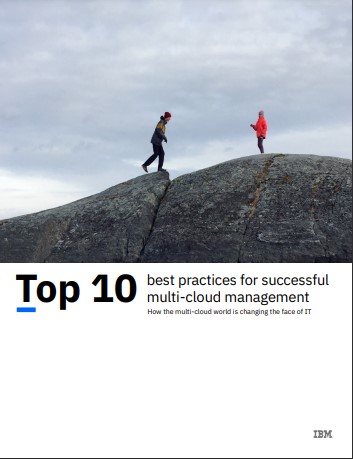 Top 10
best practices for successful
multi-cloud management
How the multi-cloud world is changing the face of IT
IBM